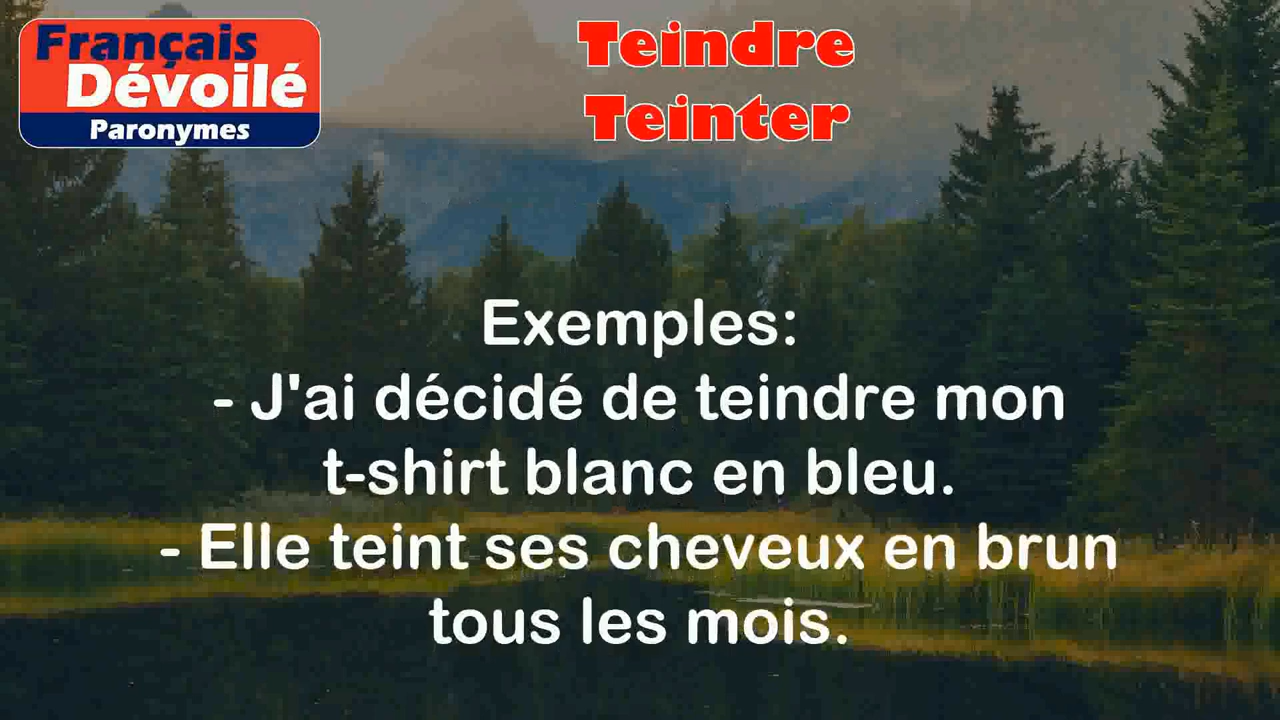 Français
Dévoilé
Paronymes
Teindre
Teinter
Exemples:
- J'ai décidé de teindre mon
t-shirt blanc en bleu.
- Elle teint ses cheveux en brun
tous les mois.